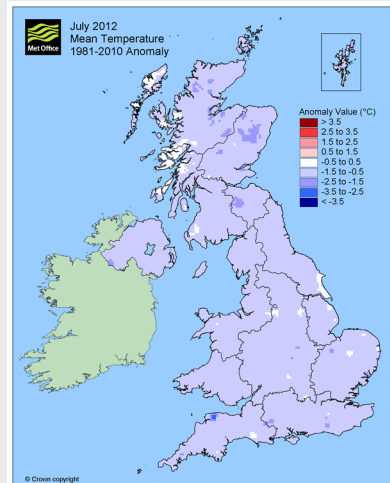 July 2012
Mean Temperature
1981-2010 Anomaly
Met Office
Anomaly Value (°C)
> 3.5
2.5 to 3.5
1.5 to 2.5
0.5 to 1.5
-0.5 to 0.5
-1.5 to -0.5
-2.5 to -1.5
-3.5 to -2.5
< -3.5
© Crown copyright